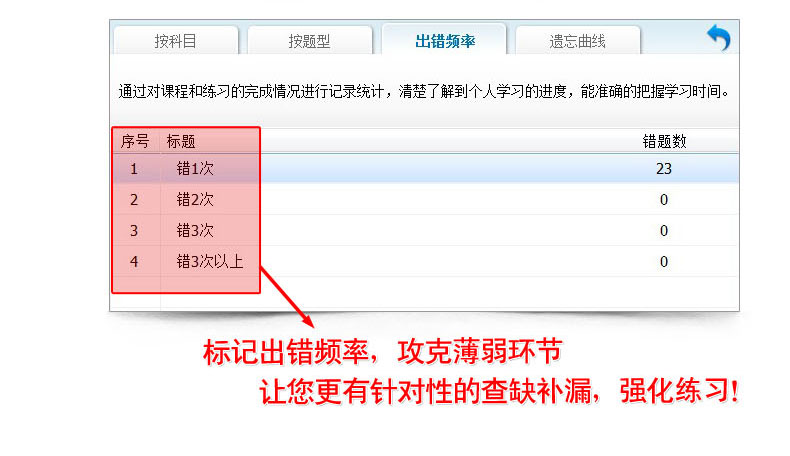 按科目 按题型 出错频率 遗忘曲线
通过对课程和练习的完成情况进行记录统计，清楚了解到个人学习的进度，能准确的把握学习时间。
序号 标题 错题数
1 错1次 23
2 错2次 0
3 错3次 0
4 错3次以上 0
标记出错频率，攻克薄弱环节
让您更有针对性的查缺补漏，强化练习！